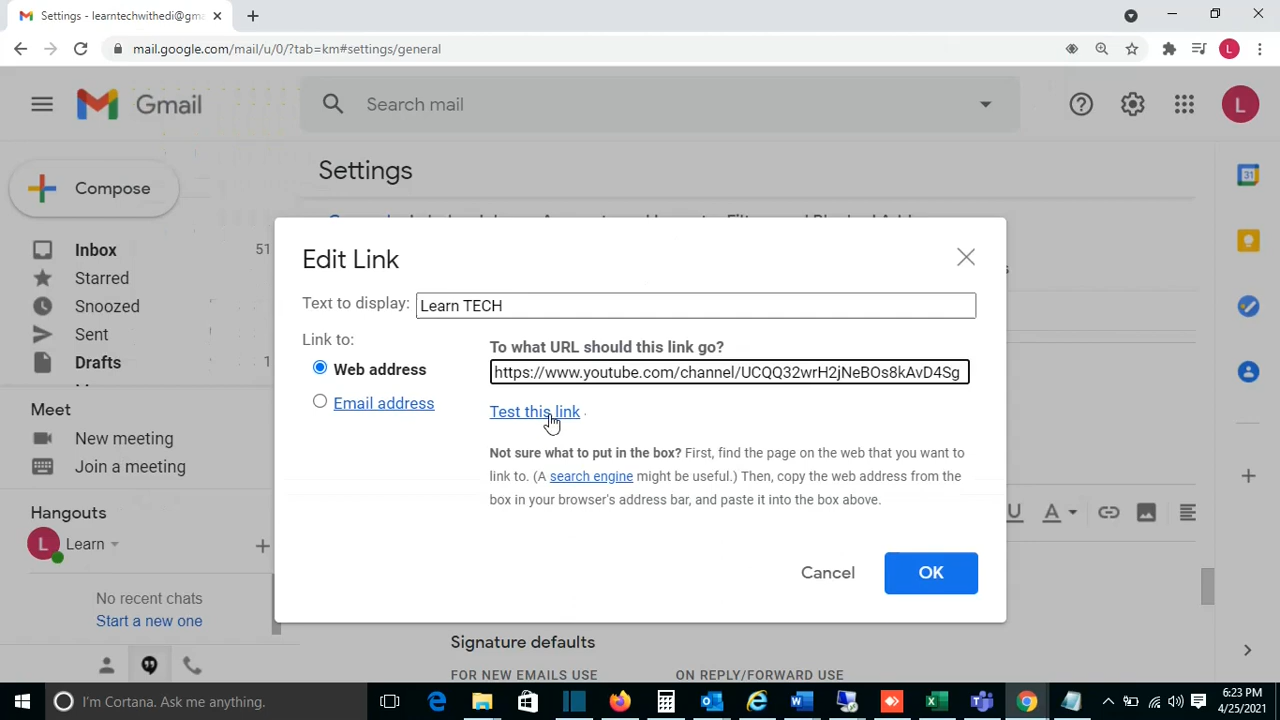 Settings - learntechwithedi@gma
mail.google.com/mail/u/0/?tab=km#settings/general
L
Gmail
Search mail
L
Compose
Settings
31
Inbox 51
Starred
Snoozed
Sent
Drafts 1
Edit Link
Text to display: Learn TECH
Link to:
To what URL should this link go?
Web address
https://www.youtube.com/channel/UCQQ32wrH2jNeBOs8kAvD4Sg
Email address
Test this link
Not sure what to put in the box? First, find the page on the web that you want to
link to. (A search engine might be useful.) Then, copy the web address from the
box in your browser's address bar, and paste it into the box above.
Cancel OK
Meet
New meeting
Join a meeting
Hangouts
L Learn
No recent chats
Start a new one
Signature defaults
FOR NEW EMAILS USE ON REPLY/FORWARD USE
I'm Cortana. Ask me anything.
6:23 PM
4/25/2021